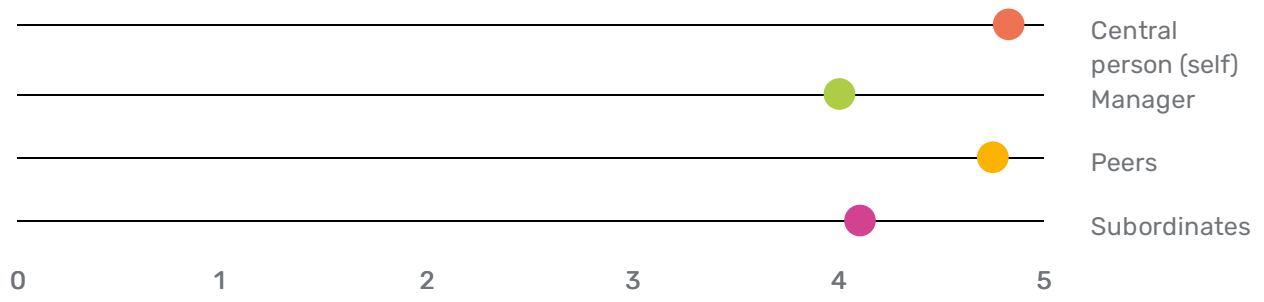 Central
person (self)
Manager
Peers
Subordinates
0 1 2 3 4 5